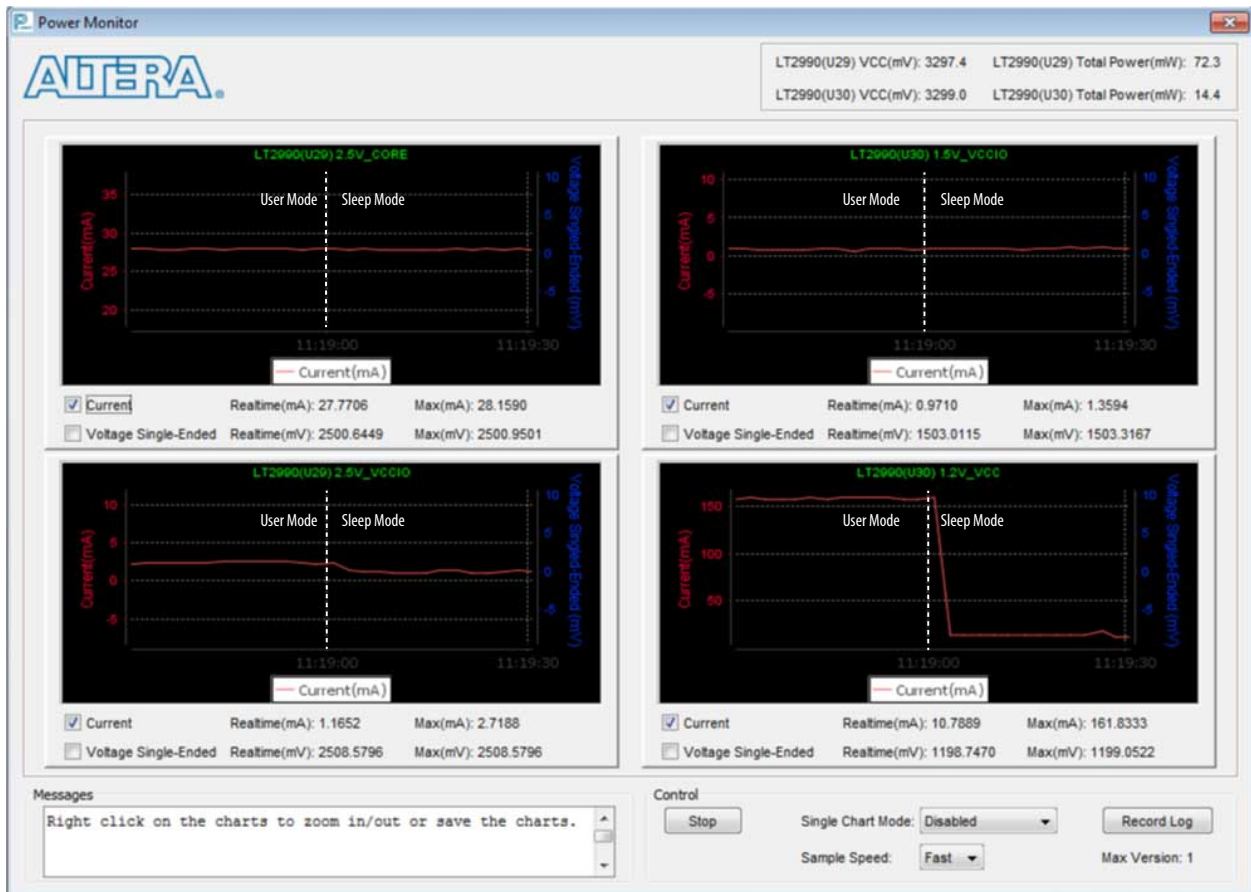 Power Monitor
ALTERA.
LT2990(U29) VCC(mV): 3297.4 LT2990(U29) Total Power(mW): 72.3
LT2990(U30) VCC(mV): 3299.0 LT2990(U30) Total Power(mW): 14.4
LT2990(U29) 2.5V_CORE
User Mode Sleep Mode
Current(mA)
35
30
25
20
Voltage Singled-Ended (mV)
10
5
0
-5
11:19:00 11:19:30
Current(mA)
Current Realtime(mA): 27.7706 Max(mA): 28.1590
Voltage Single-Ended Realtime(mV): 2500.6449 Max(mV): 2500.9501
LT2990(U30) 1.5V_VCCIO
User Mode Sleep Mode
Current(mA)
10
5
0
-5
Voltage Singled-Ended (mV)
10
5
0
-5
11:19:00 11:19:30
Current(mA)
Current Realtime(mA): 0.9710 Max(mA): 1.3594
Voltage Single-Ended Realtime(mV): 1503.0115 Max(mV): 1503.3167
LT2990(U29) 2.5V_VCCIO
User Mode Sleep Mode
Current(mA)
10
5
0
-5
Voltage Singled-Ended (mV)
10
5
0
-5
11:19:00 11:19:30
Current(mA)
Current Realtime(mA): 1.1652 Max(mA): 2.7188
Voltage Single-Ended Realtime(mV): 2508.5796 Max(mV): 2508.5796
LT2990(U30) 1.2V_VCC
User Mode Sleep Mode
Current(mA)
150
100
50
Voltage Singled-Ended (mV)
10
5
0
-5
11:19:00 11:19:30
Current(mA)
Current Realtime(mA): 10.7889 Max(mA): 161.8333
Voltage Single-Ended Realtime(mV): 1198.7470 Max(mV): 1199.0522
Messages
Right click on the charts to zoom in/out or save the charts.
Control
Stop Single Chart Mode: Disabled Record Log
Sample Speed: Fast Max Version: 1